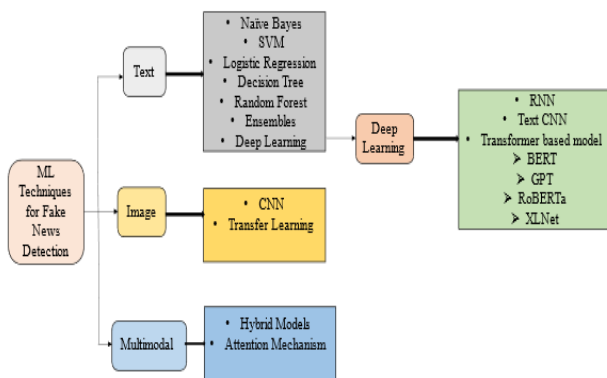 ML
Techniques
for Fake
News
Detection
Text
• Naïve Bayes
• SVM
• Logistic Regression
• Decision Tree
• Random Forest
• Ensembles
• Deep Learning
Deep
Learning
• RNN
• Text CNN
• Transformer based model
➢ BERT
➢ GPT
➢ RoBERTa
➢ XLNet
Image
• CNN
• Transfer Learning
Multimodal
• Hybrid Models
• Attention Mechanism